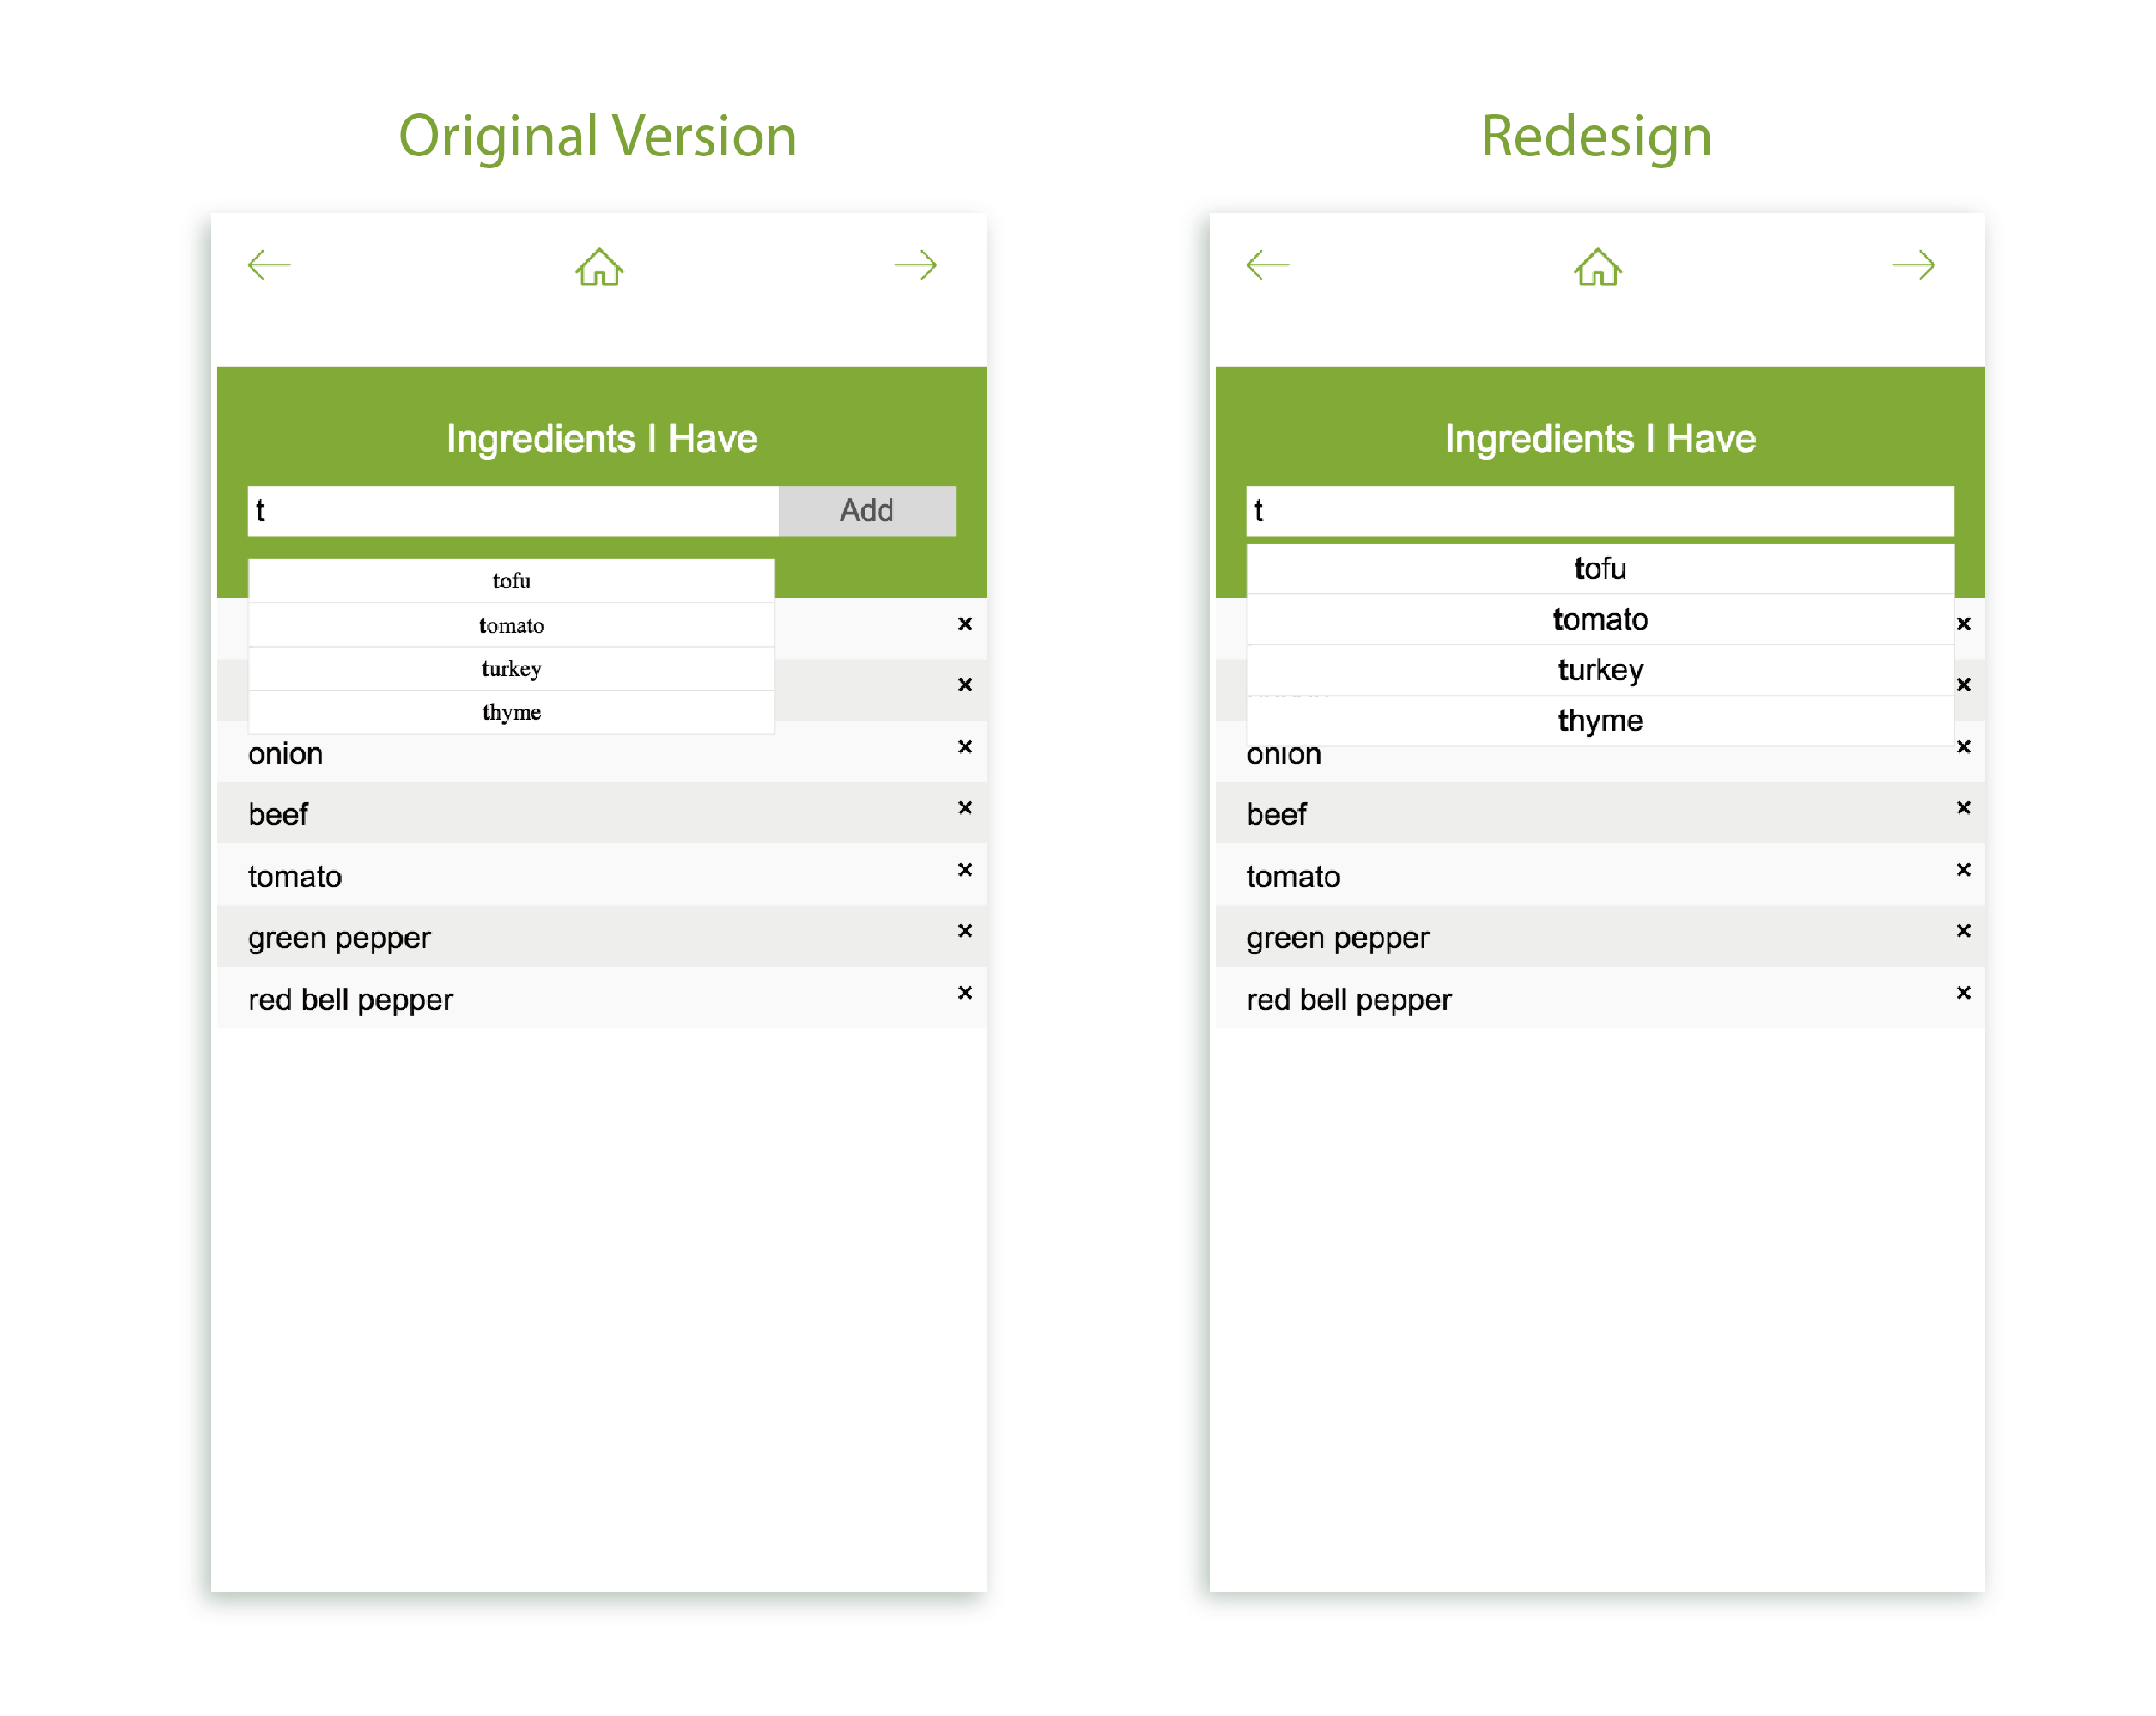 Original Version
Ingredients I Have
t
Add
tofu
tomato
turkey
thyme
×
×
onion ×
beef ×
tomato ×
green pepper ×
red bell pepper ×
Redesign
Ingredients I Have
t
tofu
tomato
turkey
thyme
×
×
onion ×
beef ×
tomato ×
green pepper ×
red bell pepper ×